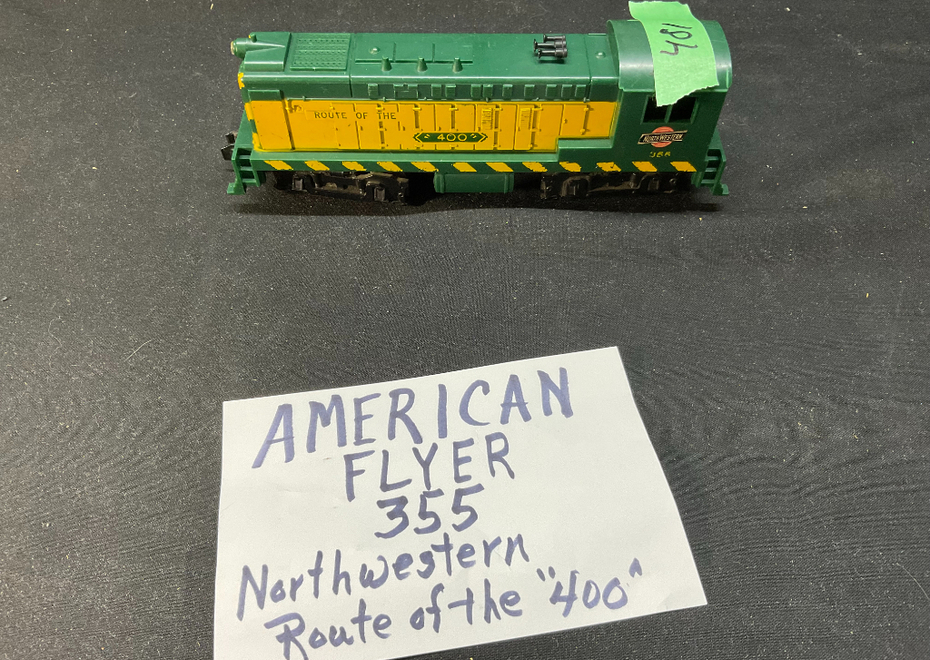 481
ROUTE OF THE
400
NORTH WESTERN
355
AMERICAN
FLYER
355
Northwestern
Route of the "400"